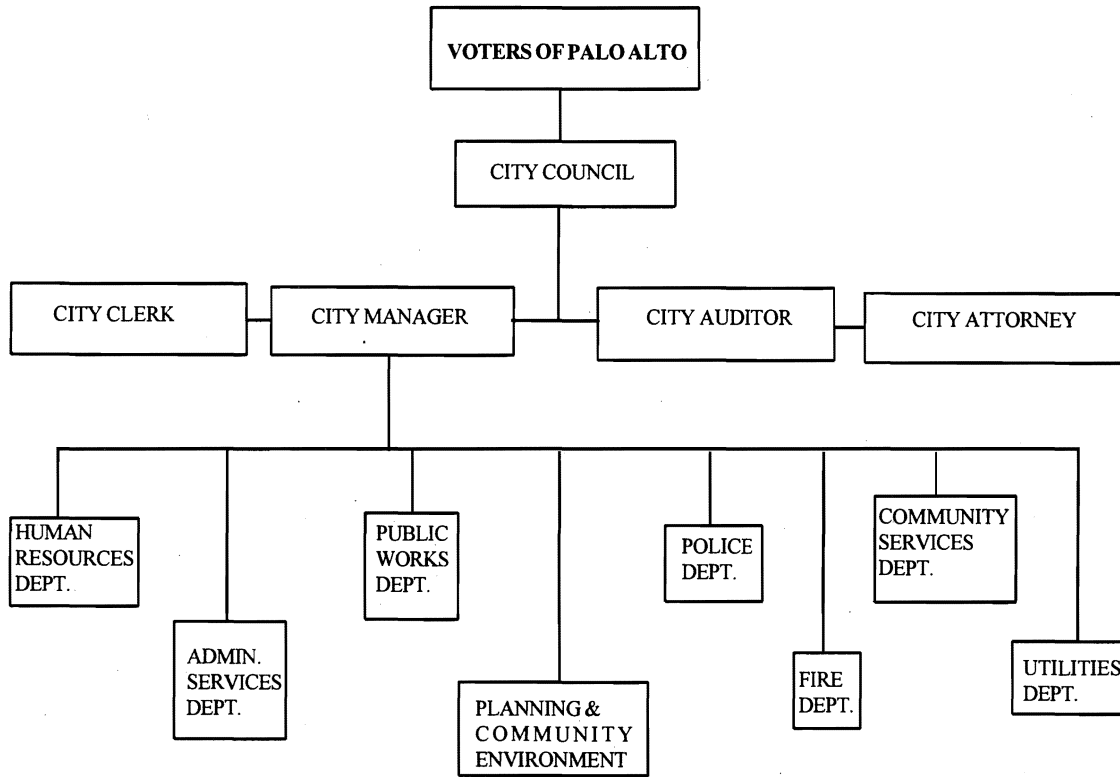 VOTERS OF PALO ALTO
CITY COUNCIL
CITY CLERK
CITY MANAGER
CITY AUDITOR
CITY ATTORNEY
HUMAN
RESOURCES
DEPT.
ADMIN.
SERVICES
DEPT.
PUBLIC
WORKS
DEPT.
PLANNING &
COMMUNITY
ENVIRONMENT
POLICE
DEPT.
FIRE
DEPT.
COMMUNITY
SERVICES
DEPT.
UTILITIES
DEPT.